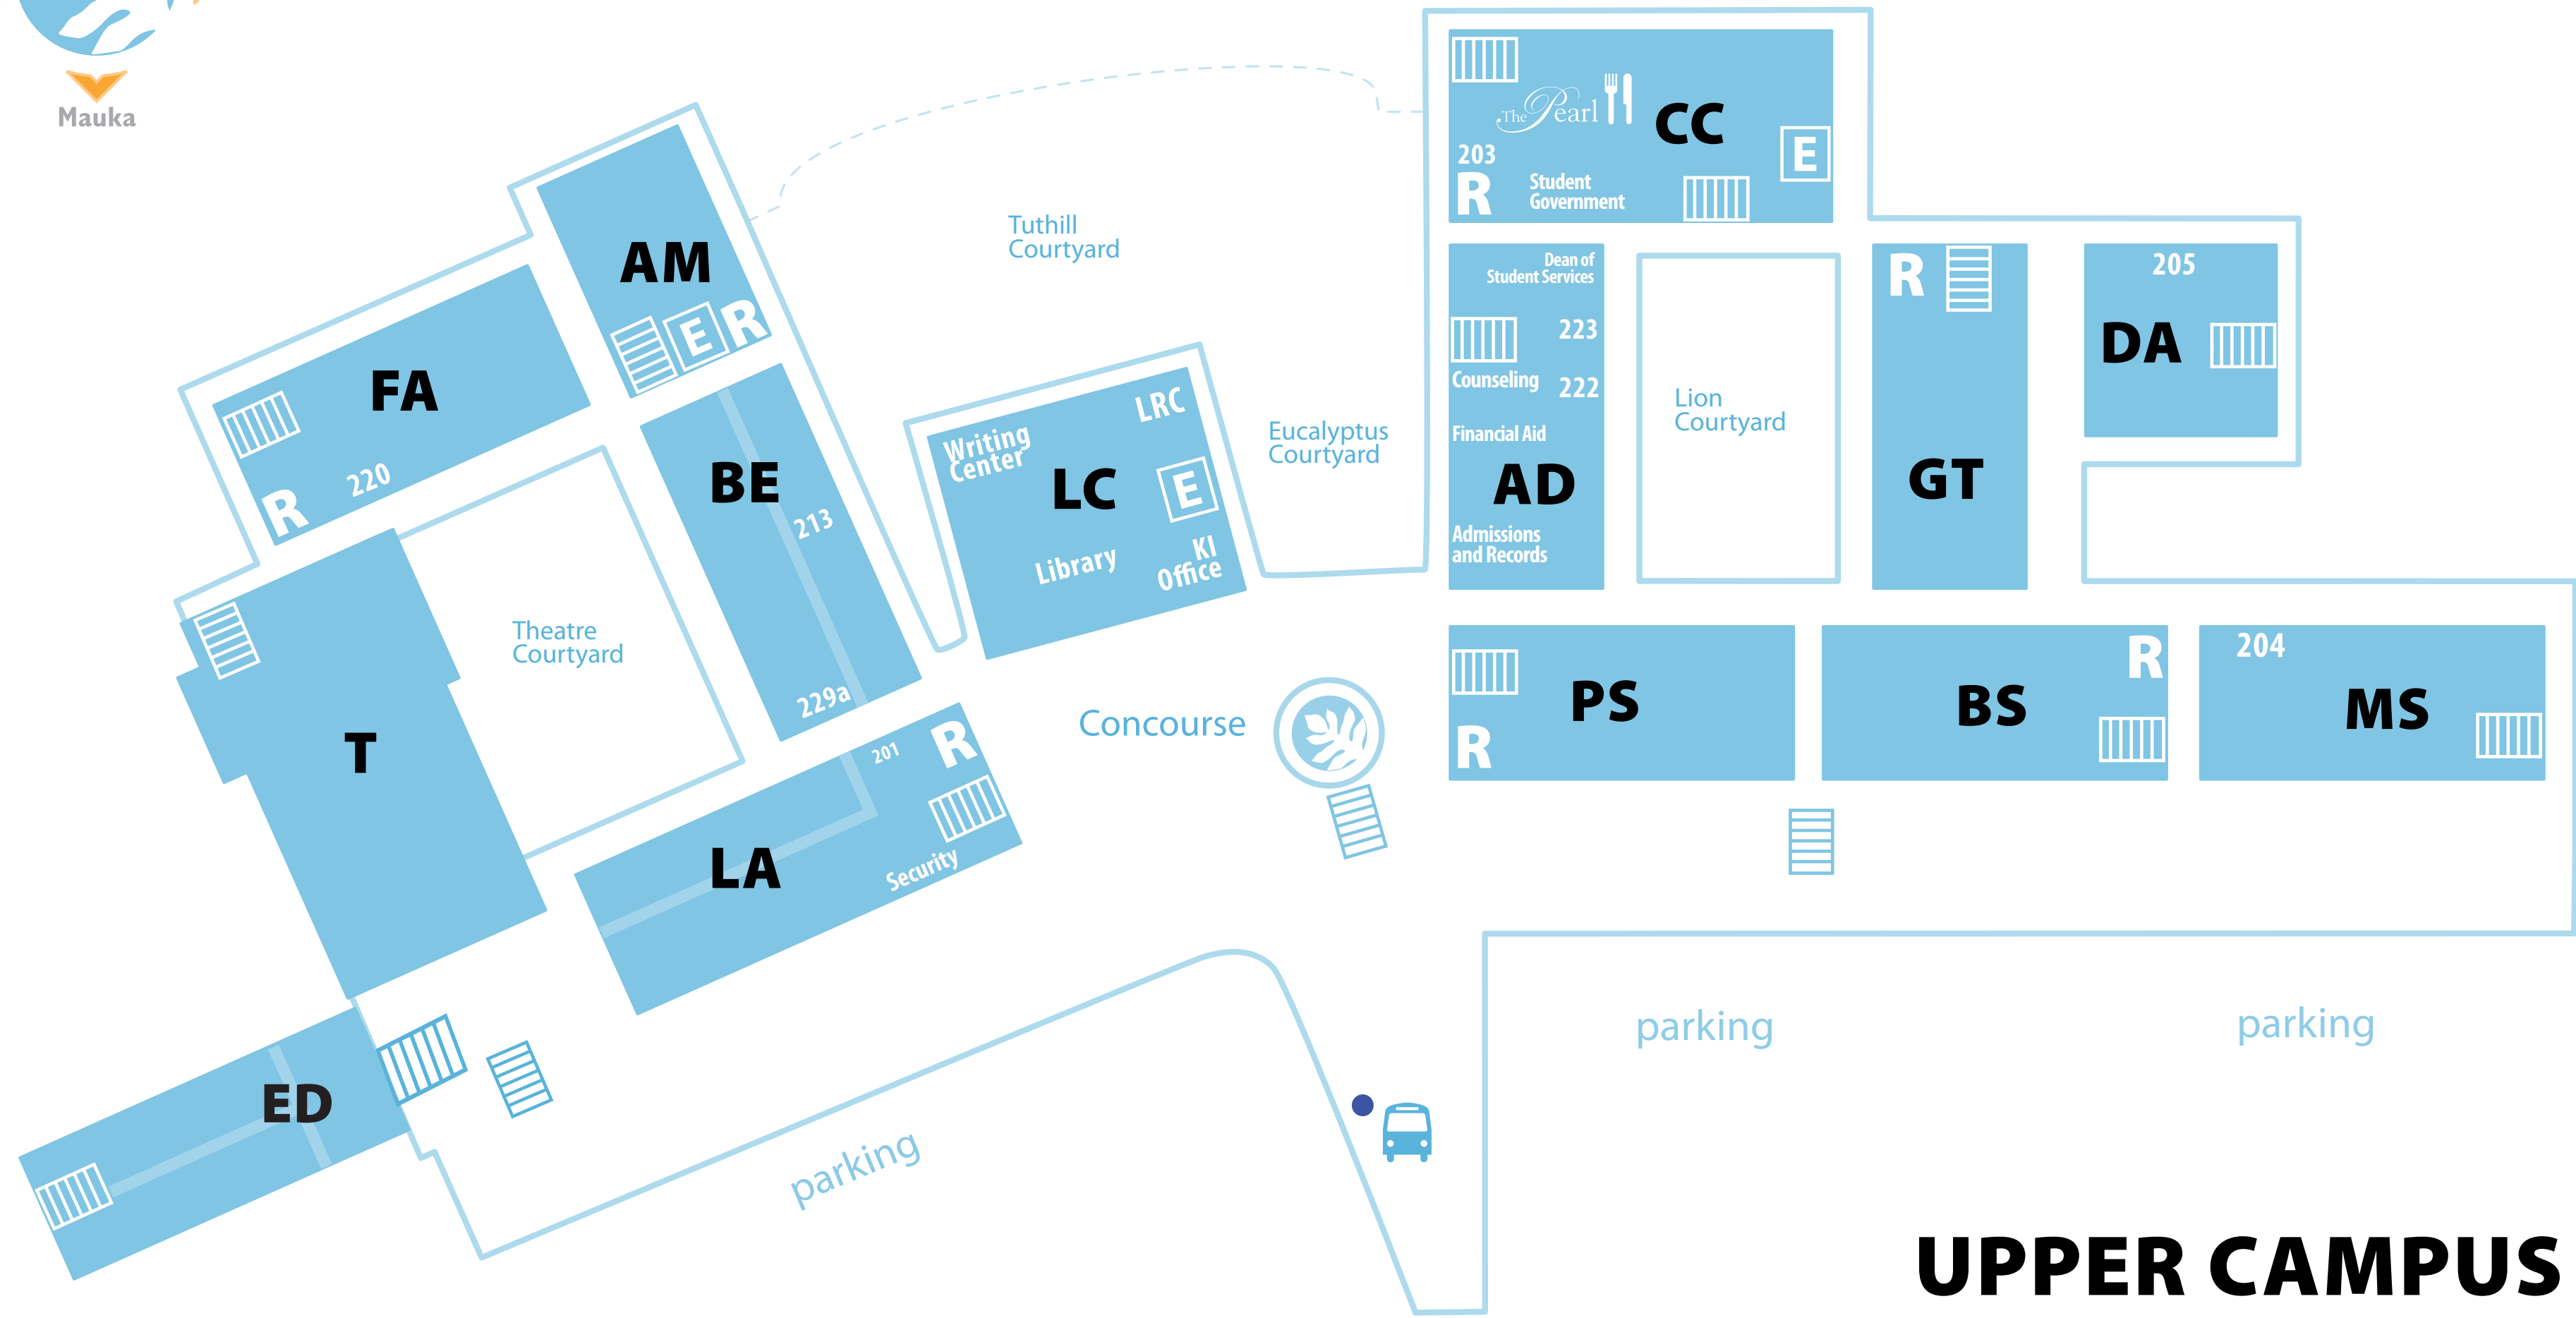 Mauka
The Pearl
CC
E
203
R
Student
Government
AM
E
R
Tuthill
Courtyard
FA
220
R
BE
213
229a
Writing
Center
LRC
LC
E
Library
KI
Office
Eucalyptus
Courtyard
Dean of
Student Services
223
Counseling
222
Financial Aid
AD
Admissions
and Records
Lion
Courtyard
R
GT
205
DA
Theatre
Courtyard
T
201
R
LA
Security
Concourse
PS
R
R
BS
204
MS
ED
parking
parking
parking
UPPER CAMPUS